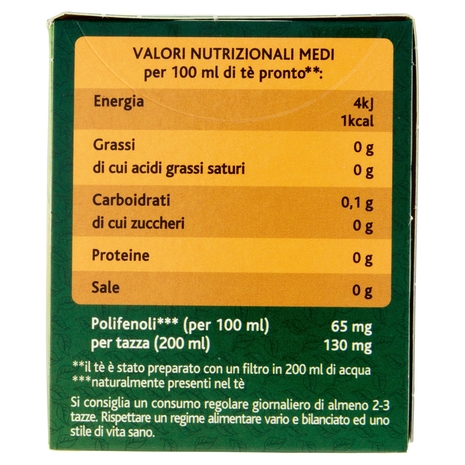 VALORI NUTRIZIONALI MEDI
per 100 ml di tè pronto**:
Energia 4kJ
1kcal
Grassi 0 g
di cui acidi grassi saturi 0 g
Carboidrati 0,1 g
di cui zuccheri 0 g
Proteine 0 g
Sale 0 g
Polifenoli*** (per 100 ml) 65 mg
per tazza (200 ml) 130 mg
**il tè è stato preparato con un filtro in 200 ml di acqua
***naturalmente presenti nel tè
Si consiglia un consumo regolare giornaliero di almeno 2-3
tazze. Rispettare un regime alimentare vario e bilanciato ed uno
stile di vita sano.